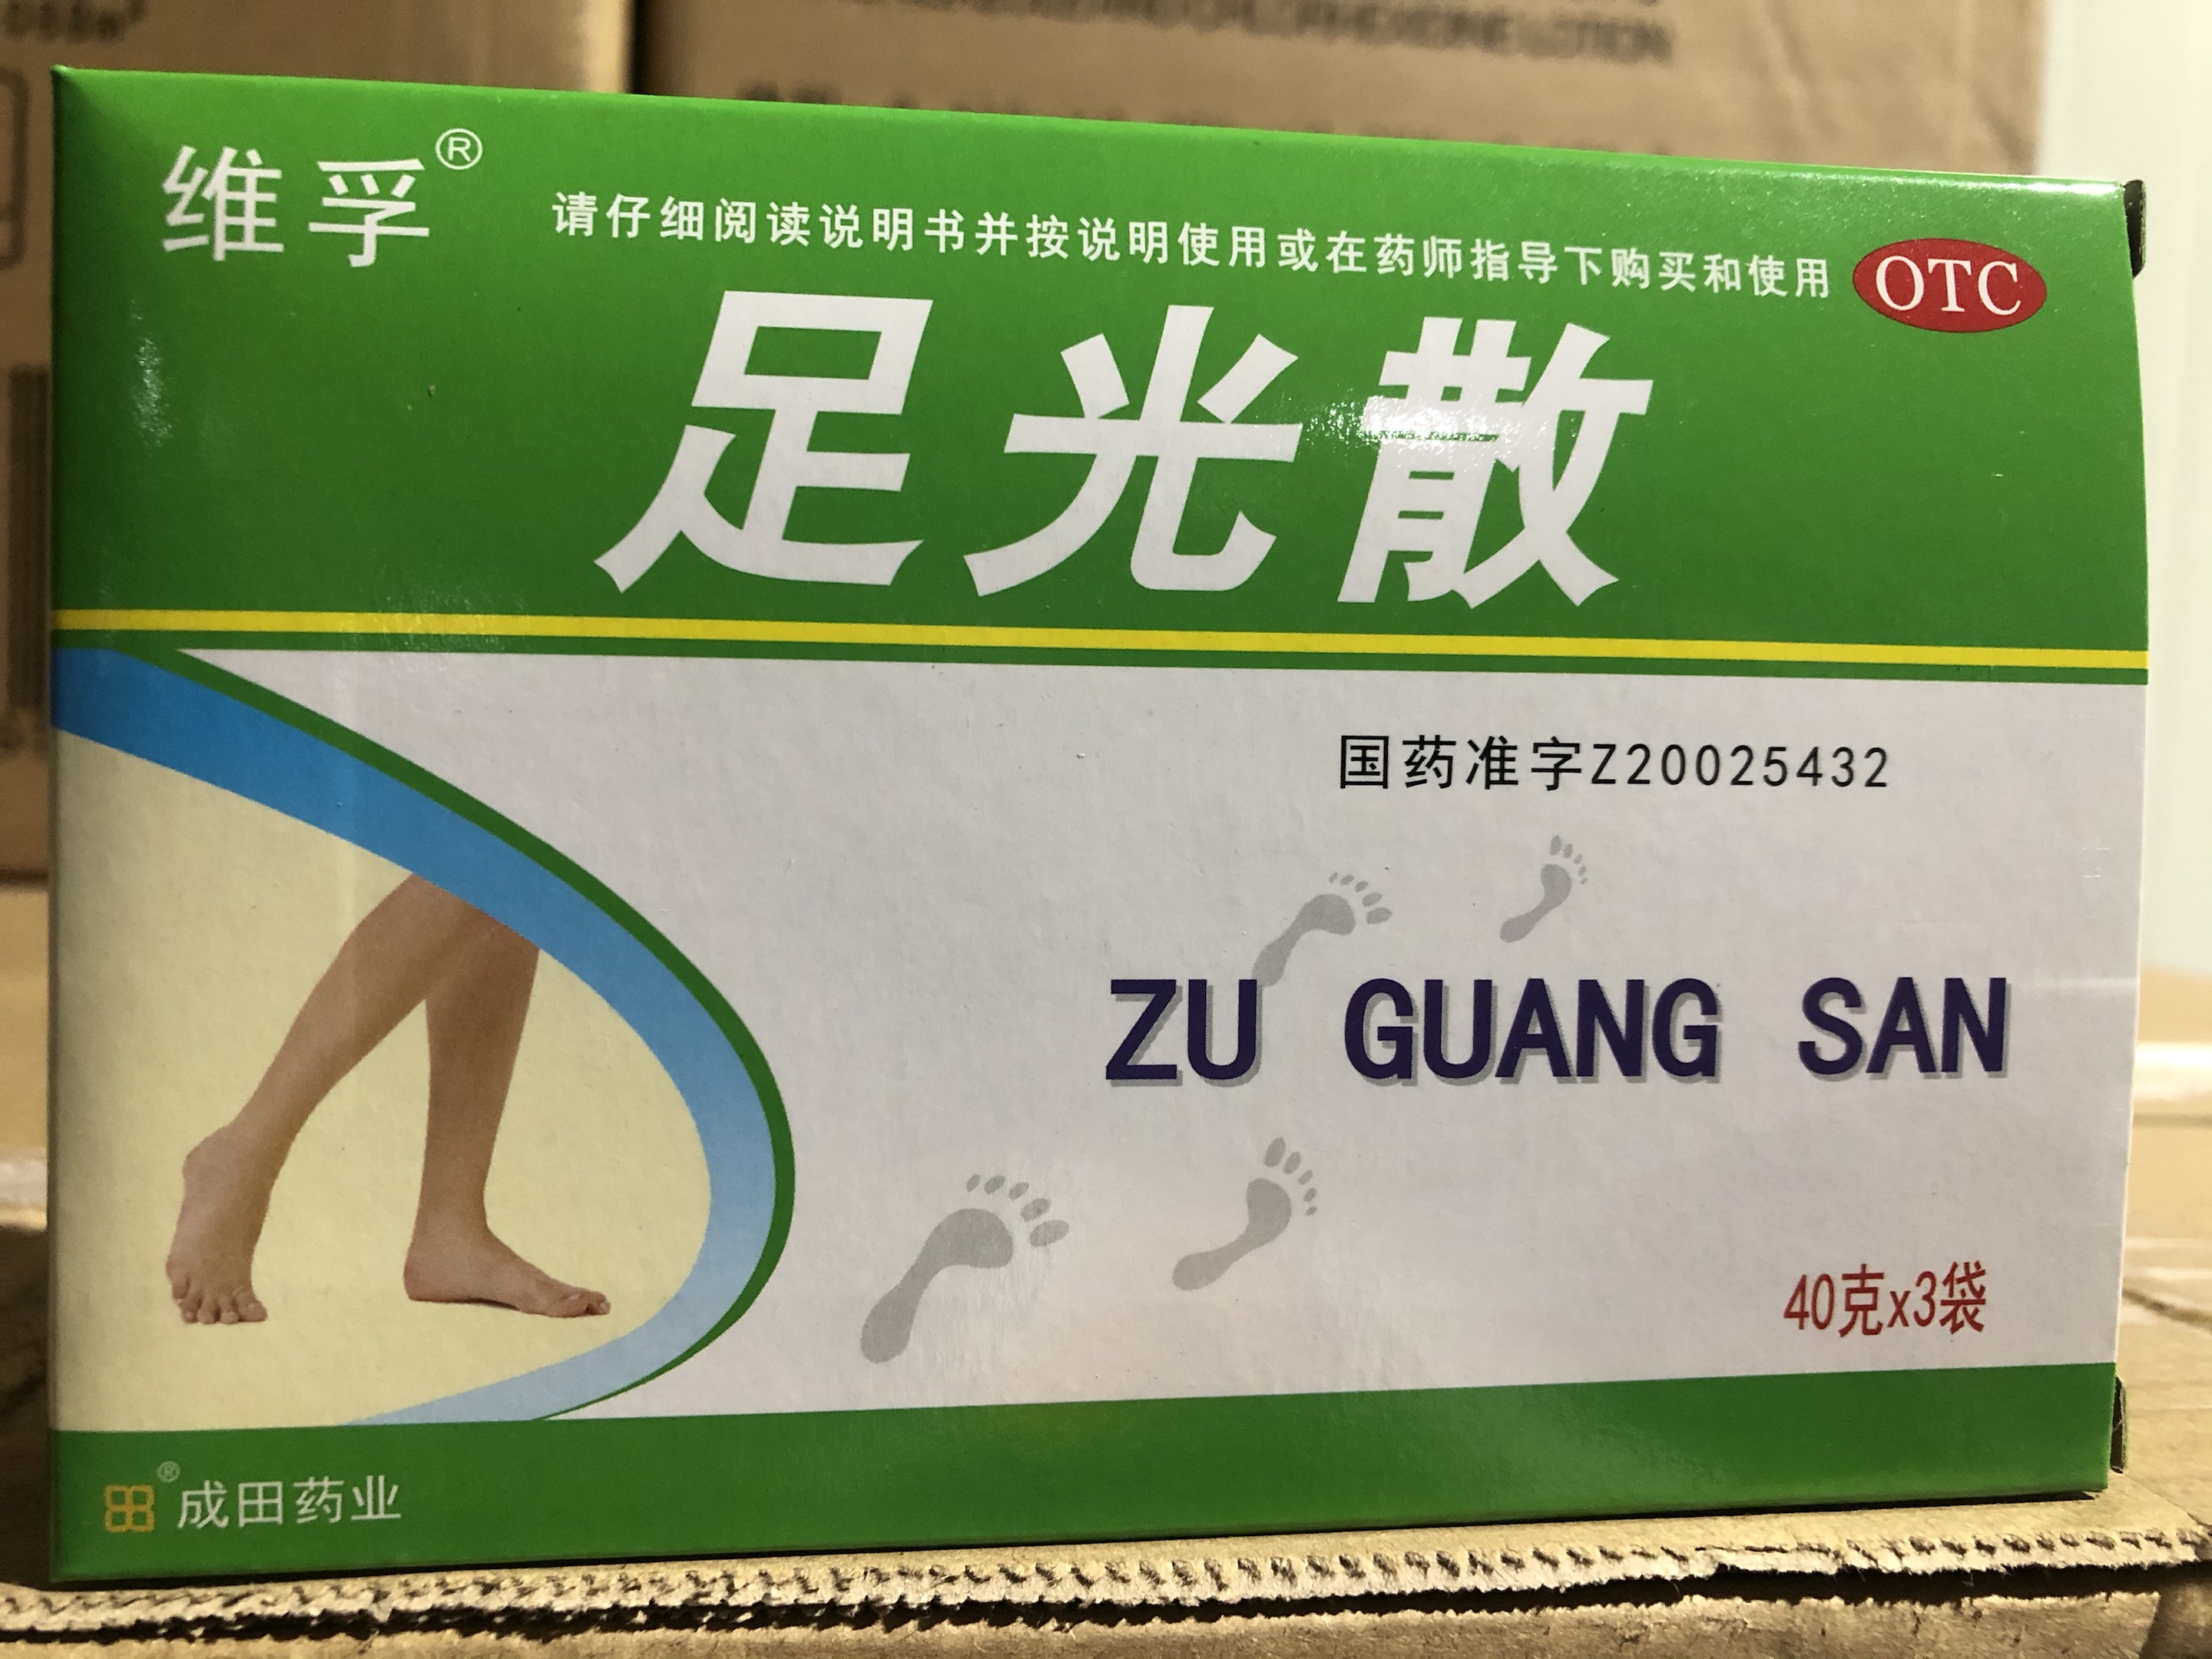 维孚®
请仔细阅读说明书并按说明使用或在药师指导下购买和使用
OTC
足光散
国药准字Z20025432
ZU GUANG SAN
40克x3袋
®成田药业